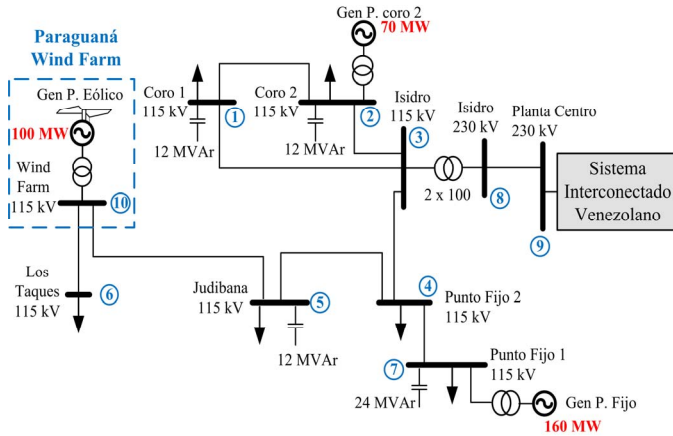 Paraguaná
Wind Farm
Gen P. Eólico
100 MW
Wind
Farm
115 kV
10
Los
Taques
115 kV
6
Coro 1
115 kV
1
12 MVAr
Gen P. coro 2
70 MW
Coro 2
115 kV
2
12 MVAr
Isidro
115 kV
3
2 x 100
Isidro
230 kV
8
Planta Centro
230 kV
9
Sistema
Interconectado
Venezolano
Judibana
115 kV
5
12 MVAr
4
Punto Fijo 2
115 kV
Punto Fijo 1
115 kV
7
24 MVAr
Gen P. Fijo
160 MW